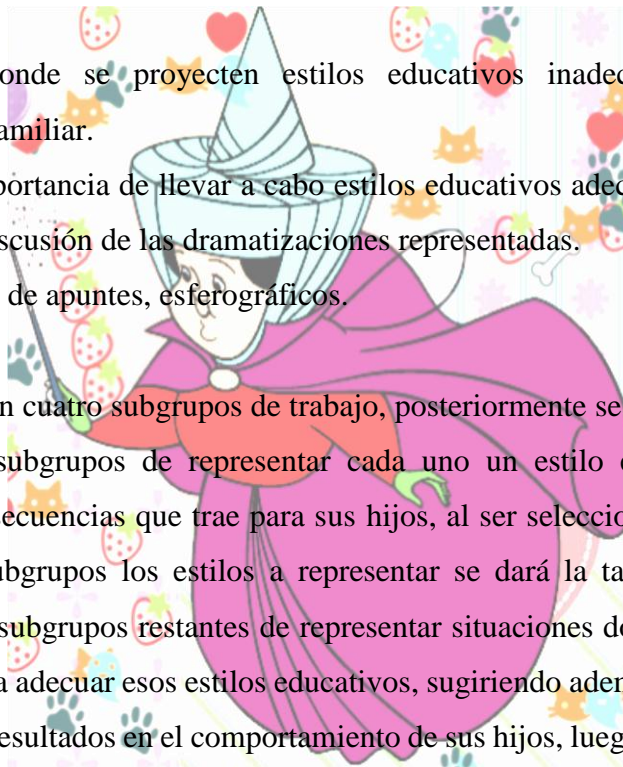 onde se proyecten estilos educativos inadec
amiliar.
portancia de llevar a cabo estilos educativos adec
scusión de las dramatizaciones representadas.
de apuntes, esferográficos.
n cuatro subgrupos de trabajo, posteriormente se
subgrupos de representar cada uno un estilo
secuencias que trae para sus hijos, al ser seleccio
ubgrupos los estilos a representar se dará la ta
subgrupos restantes de representar situaciones do
a adecuar esos estilos educativos, sugiriendo aden
esultados en el comportamiento de sus hijos, lueg